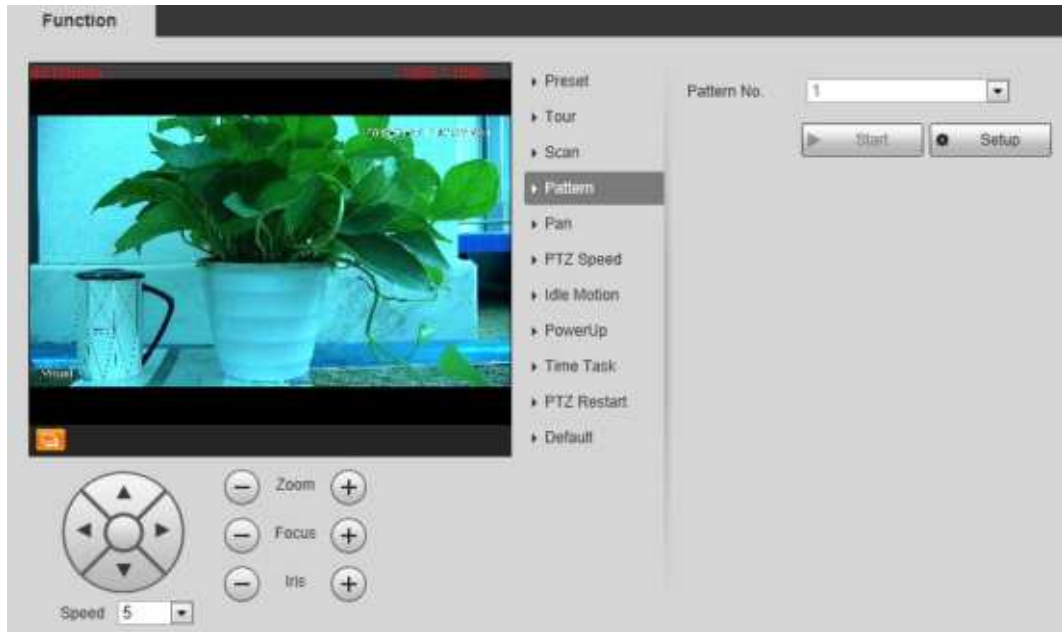 Function
Preset
Tour
Scan
Pattern
Pan
PTZ Speed
Idle Motion
PowerUp
Time Task
PTZ Restart
Default
Pattern No. 1
Start Setup
Zoom
Focus
Iris
Speed 5